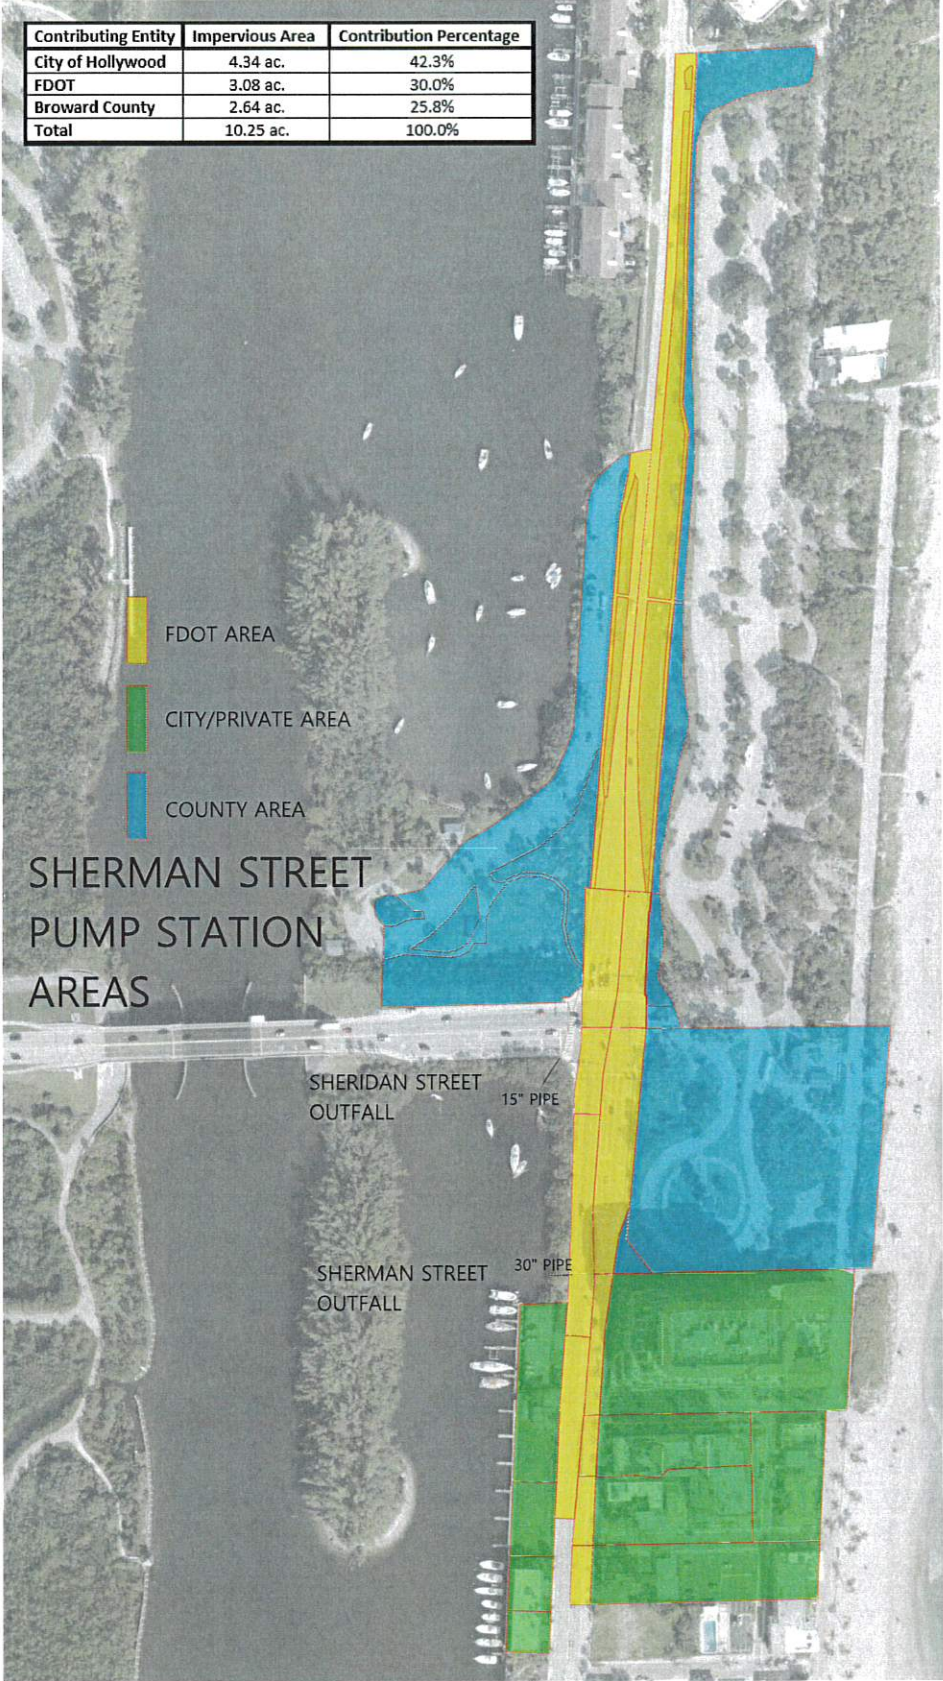 Contributing Entity Impervious Area Contribution Percentage
City of Hollywood 4.34 ac. 42.3%
FDOT 3.08 ac. 30.0%
Broward County 2.64 ac. 25.8%
Total 10.25 ac. 100.0%
FDOT AREA
CITY/PRIVATE AREA
COUNTY AREA
SHERMAN STREET
PUMP STATION
AREAS
SHERIDAN STREET
OUTFALL
15" PIPE
SHERMAN STREET
OUTFALL
30" PIPE